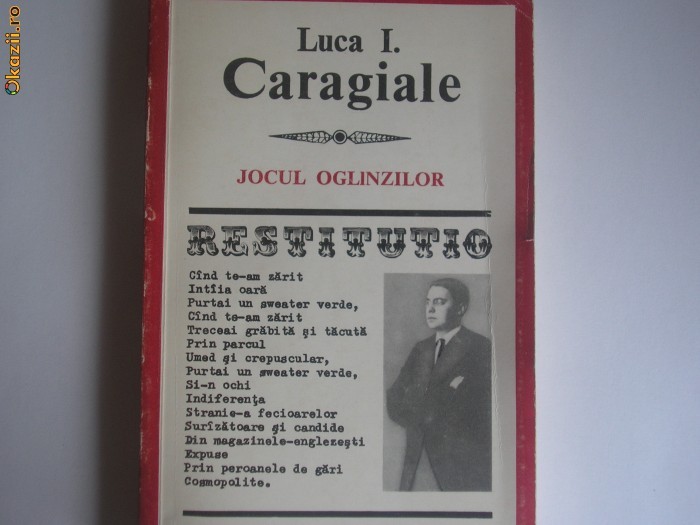 Okazii.ro
Luca I.
Caragiale
JOCUL OGLINZILOR
RESTITUTIO
Cînd te-am zărit
Intîia oară
Purtai un sweater verde,
Cînd te-am zărit
Treceai grăbită și tăcută
Prin parcul
Umed și crepuscular,
Purtai un sweater verde,
Si-n ochi
Indiferența
Stranie-a fecioarelor
Surîzătoare și candide
Din magazinele-englezești
Expuse
Prin peroanele de gări
Cosmopolite.